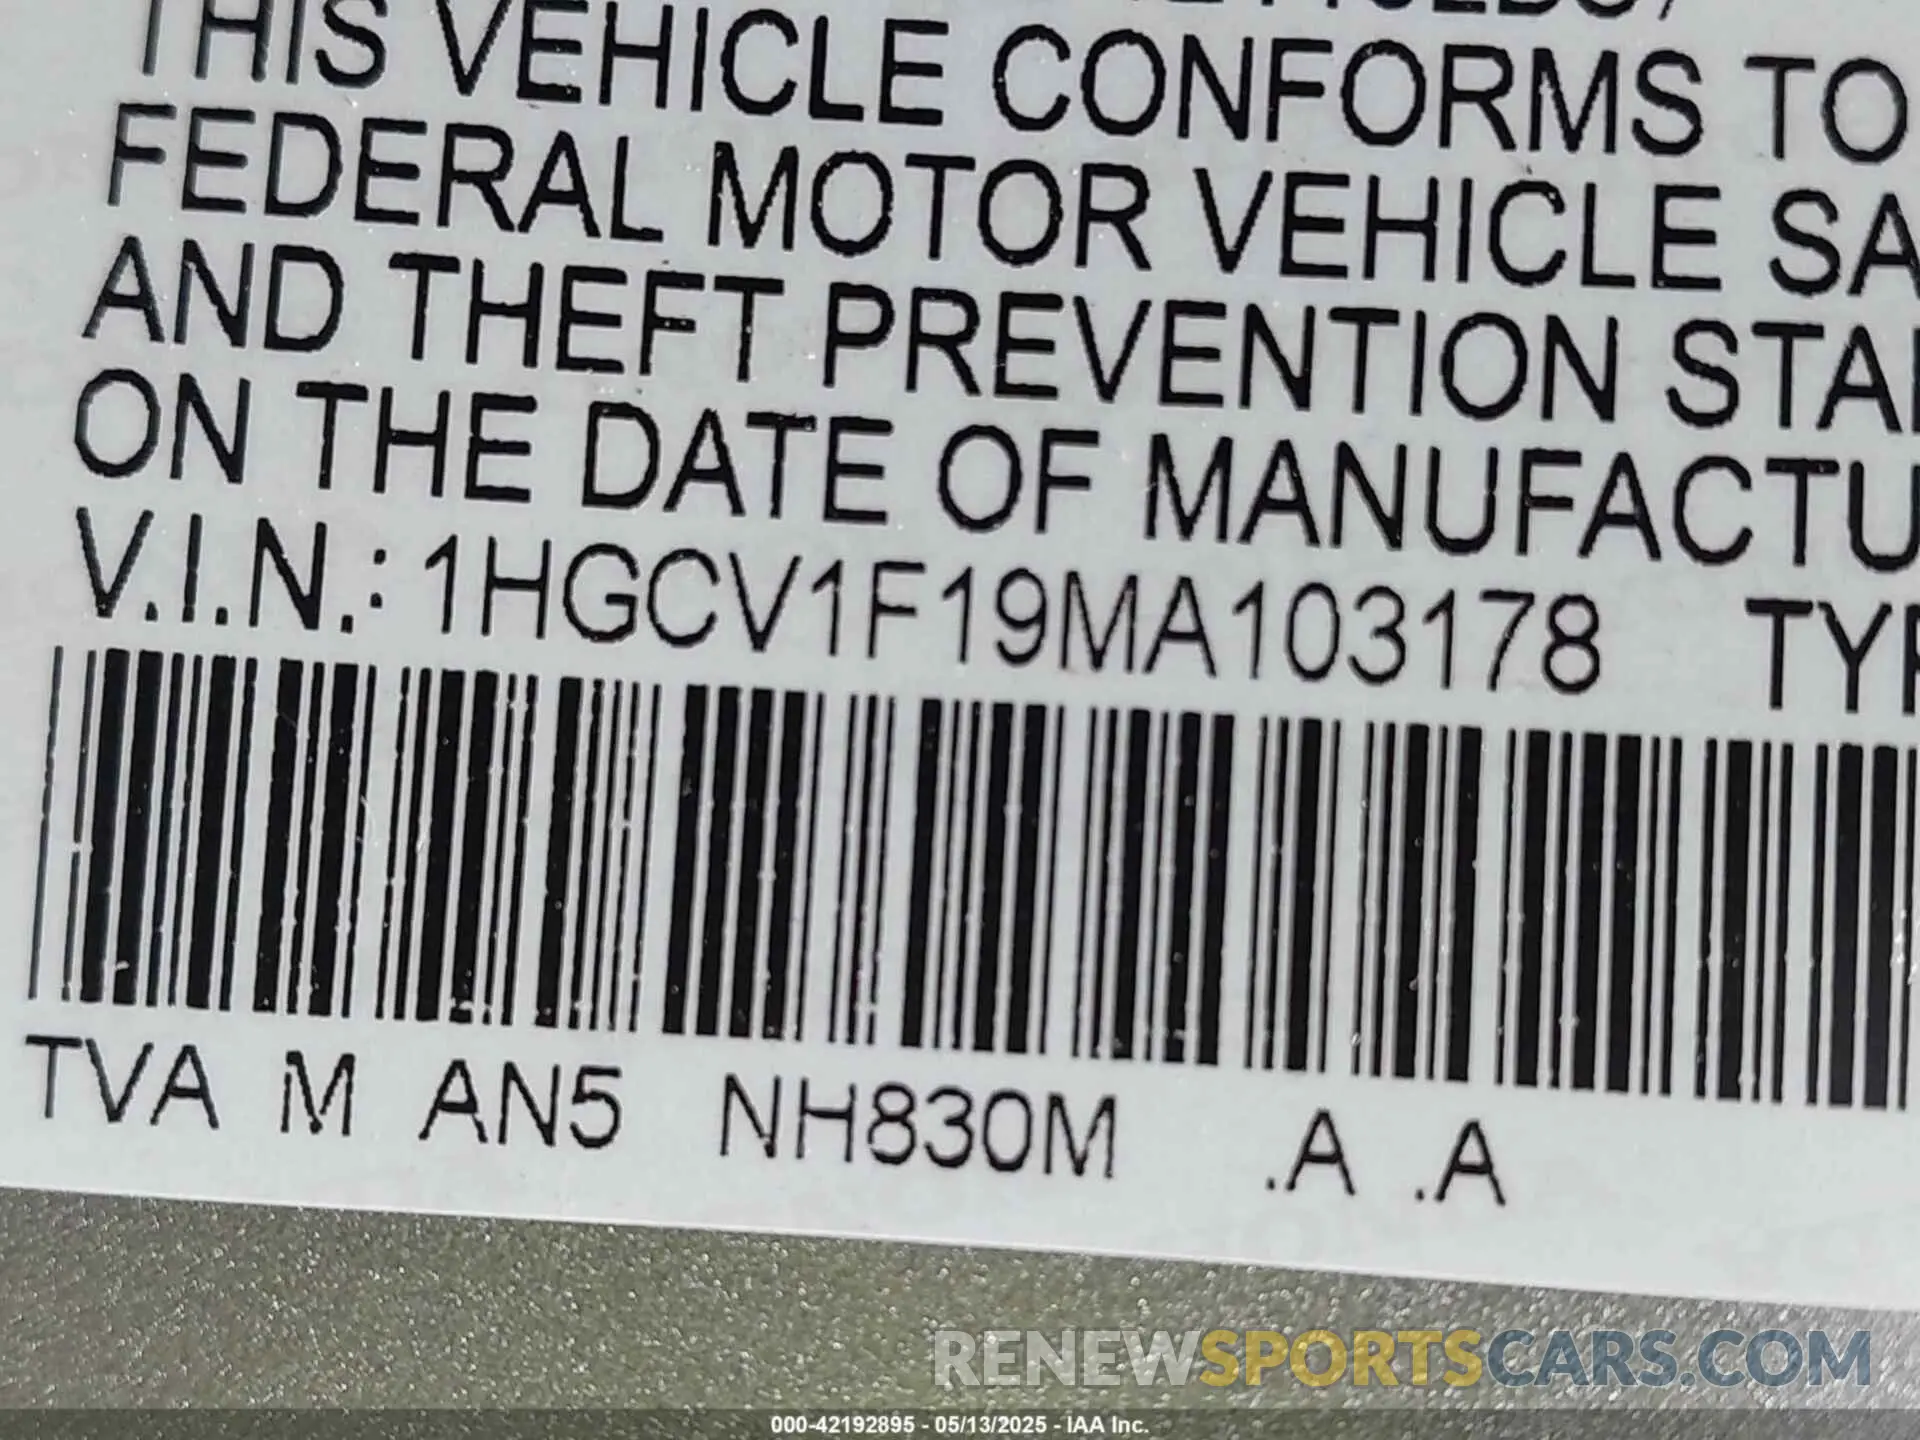 THIS VEHICLE CONFORMS TO
FEDERAL MOTOR VEHICLE SA
AND THEFT PREVENTION STA
ON THE DATE OF MANUFACTU
V.I.N.: 1HGCV1F19MA103178 TYP
TVA M AN5 NH830M .A .A
RENEWSPORTSCARS.COM
000-42192895 - 05/13/2025 - IAA Inc.